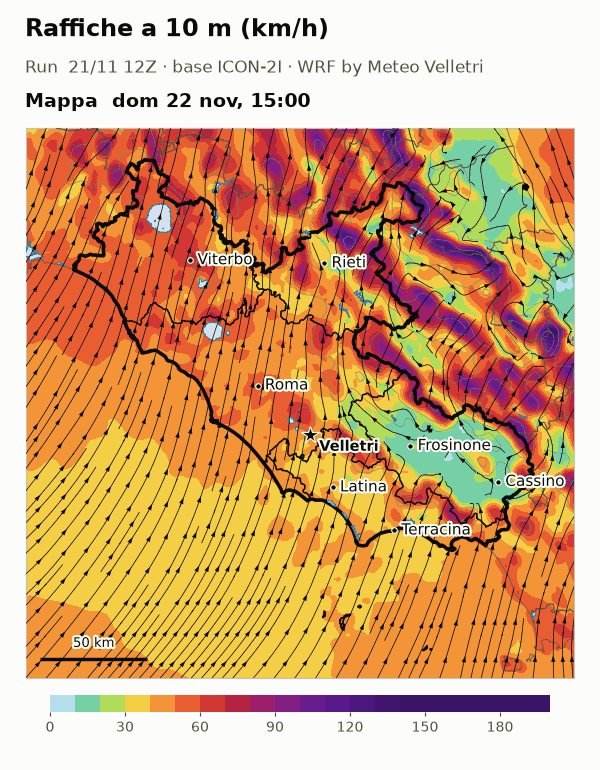 Raffiche a 10 m (km/h)
Run 21/11 12Z · base ICON-2I · WRF by Meteo Velletri
Mappa dom 22 nov, 15:00
Viterbo
Rieti
Roma
Velletri
Frosinone
Latina
Cassino
Terracina
50 km
0 30 60 90 120 150 180